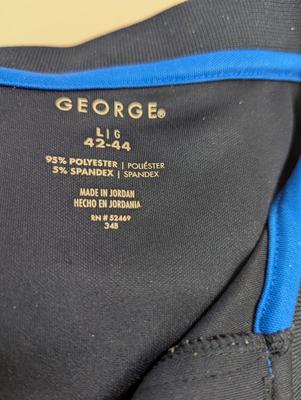 GEORGE®
L|G
42-44
95% POLYESTER | POLIÉSTER
5% SPANDEX | SPANDEX
MADE IN JORDAN
HECHO EN JORDANIA
RN # 52469
34B